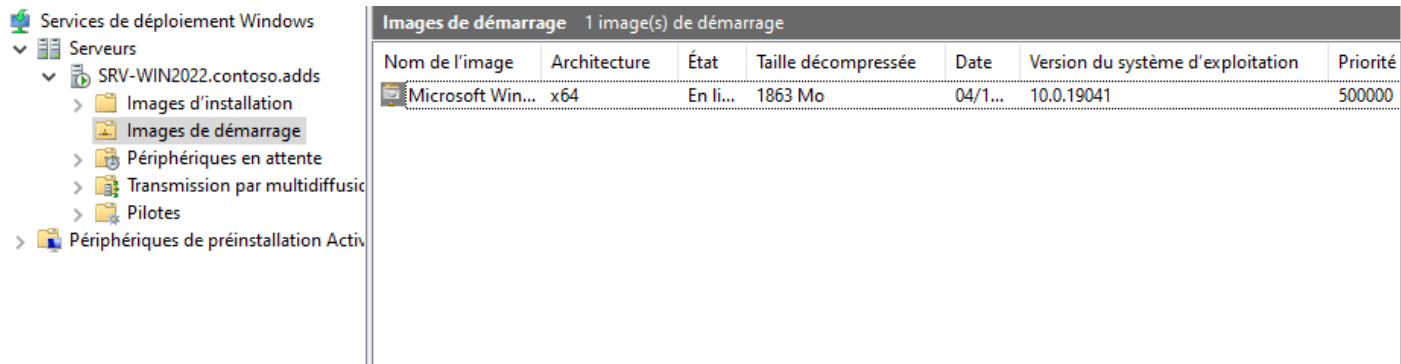 Services de déploiement Windows
Serveurs
SRV-WIN2022.contoso.adds
Images d'installation
Images de démarrage
Périphériques en attente
Transmission par multidiffusic
Pilotes
Périphériques de préinstallation Activ
Images de démarrage 1 image(s) de démarrage
Nom de l'image Architecture État Taille décompressée Date Version du système d'exploitation Priorité
Microsoft Win... x64 En li... 1863 Mo 04/1... 10.0.19041 500000